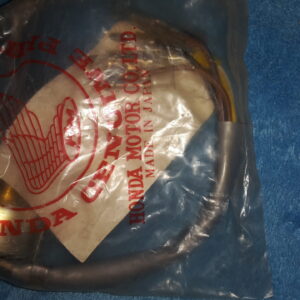 HONDA GENUINE PARTS
HONDA MOTOR CO., LTD.
MADE IN JAPAN